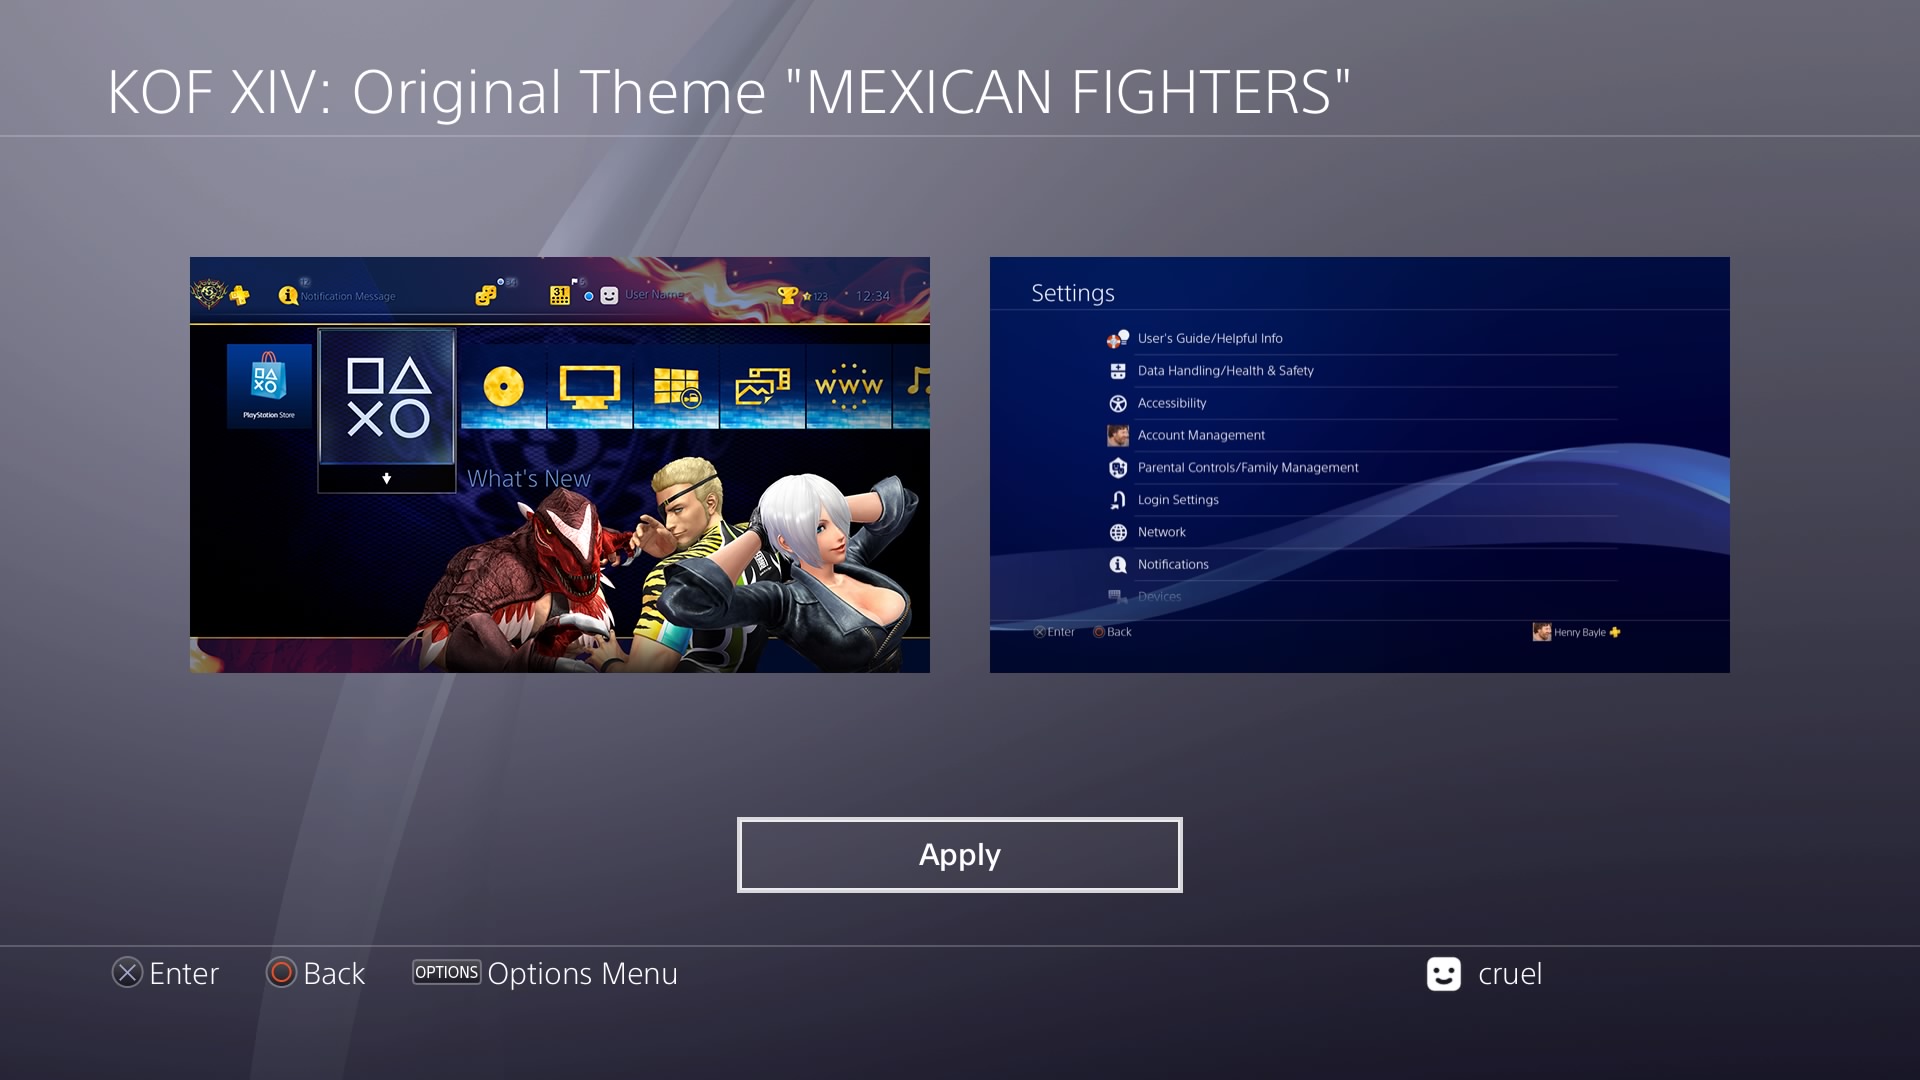 KOF XIV: Original Theme "MEXICAN FIGHTERS"
12
Notification Message
User Name
123
12:34
31
PlayStation Store
WWW
What's New
Settings
User's Guide/Helpful Info
Data Handling/Health & Safety
Accessibility
Account Management
Parental Controls/Family Management
Login Settings
Network
Notifications
Devices
Enter
Back
Henry Bayle
Apply
Enter
Back
OPTIONS Options Menu
cruel